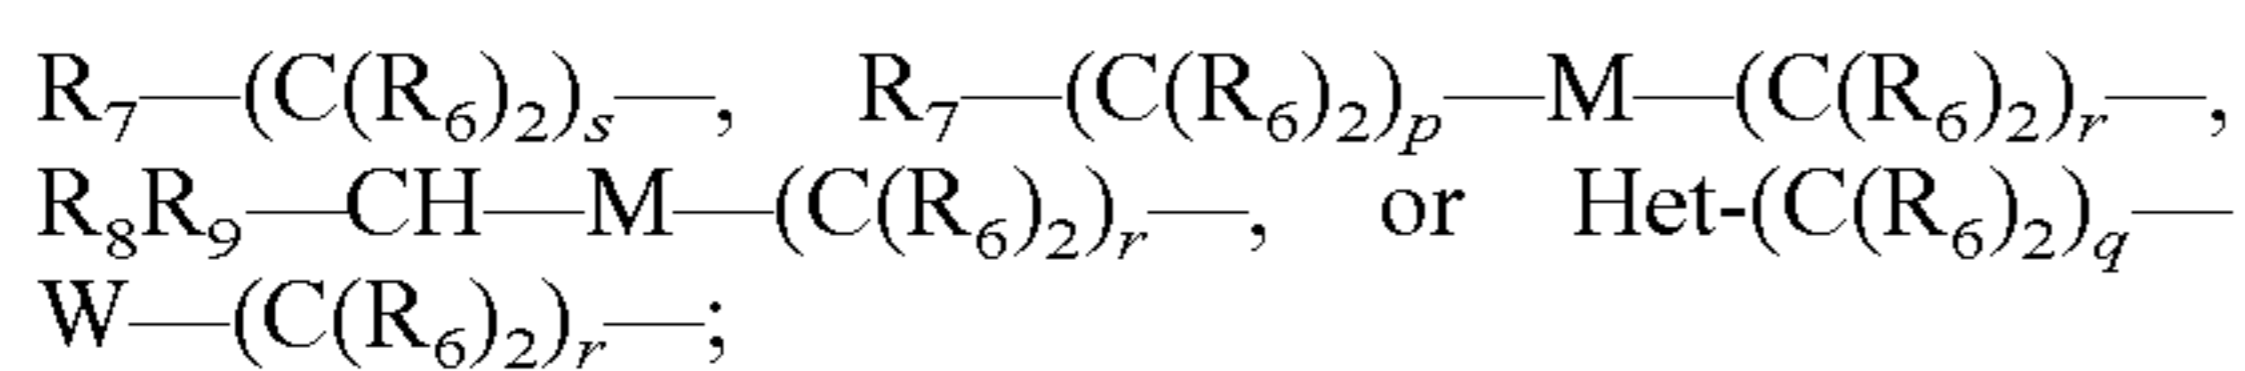 R₇—(C(R₆)₂)ₛ—, R₇—(C(R₆)₂)ₚ—M—(C(R₆)₂)ᵣ—,
R₈R₉—CH—M—(C(R₆)₂)ᵣ—, or Het-(C(R₆)₂)q—
W—(C(R₆)₂)ᵣ—;